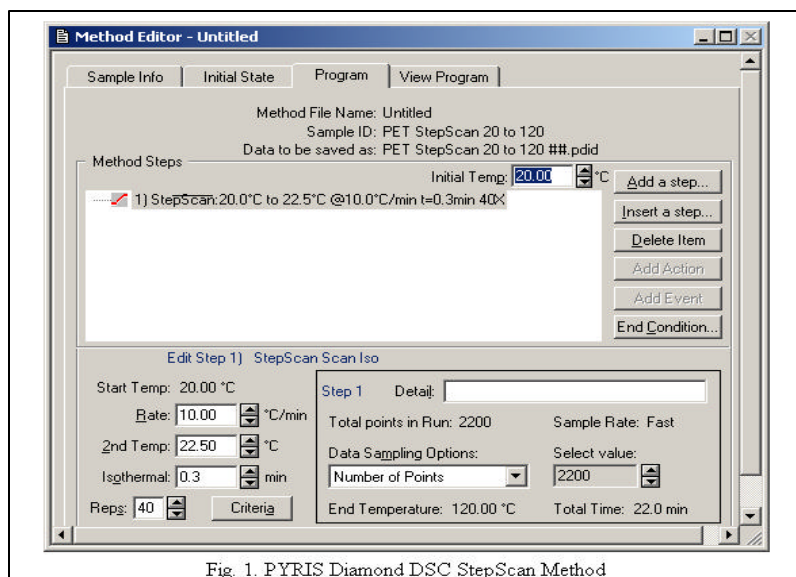 Method Editor - Untitled
Sample Info
Initial State
Program
View Program
Method File Name: Untitled
Sample ID: PET StepScan 20 to 120
Data to be saved as: PET StepScan 20 to 120 ##.pdid
Method Steps
Initial Temp: 20.00 °C
1) StepScan:20.0°C to 22.5°C @10.0°C/min t=0.3min 40X
Add a step...
Insert a step...
Delete Item
Add Action
Add Event
End Condition...
Edit Step 1) StepScan Scan Iso
Start Temp: 20.00 °C
Rate: 10.00 °C/min
2nd Temp: 22.50 °C
Isothermal: 0.3 min
Reps: 40
Criteria
Step 1 Detail:
Total points in Run: 2200 Sample Rate: Fast
Data Sampling Options: Select value:
Number of Points 2200
End Temperature: 120.00 °C Total Time: 22.0 min
Fig. 1. PYRIS Diamond DSC StepScan Method